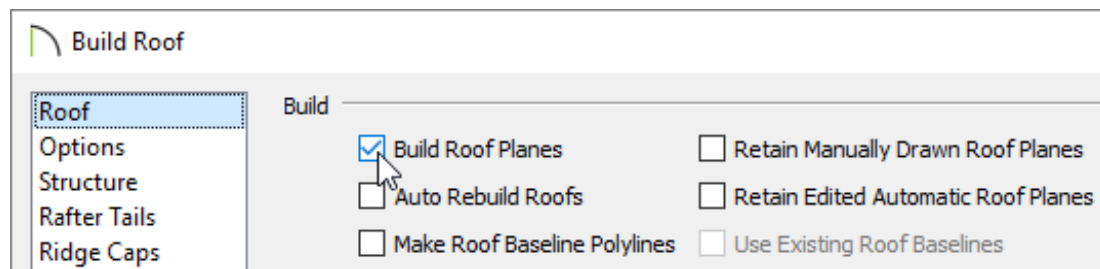 Build Roof
Roof
Options
Structure
Rafter Tails
Ridge Caps
Build
Build Roof Planes
Retain Manually Drawn Roof Planes
Auto Rebuild Roofs
Retain Edited Automatic Roof Planes
Make Roof Baseline Polylines
Use Existing Roof Baselines